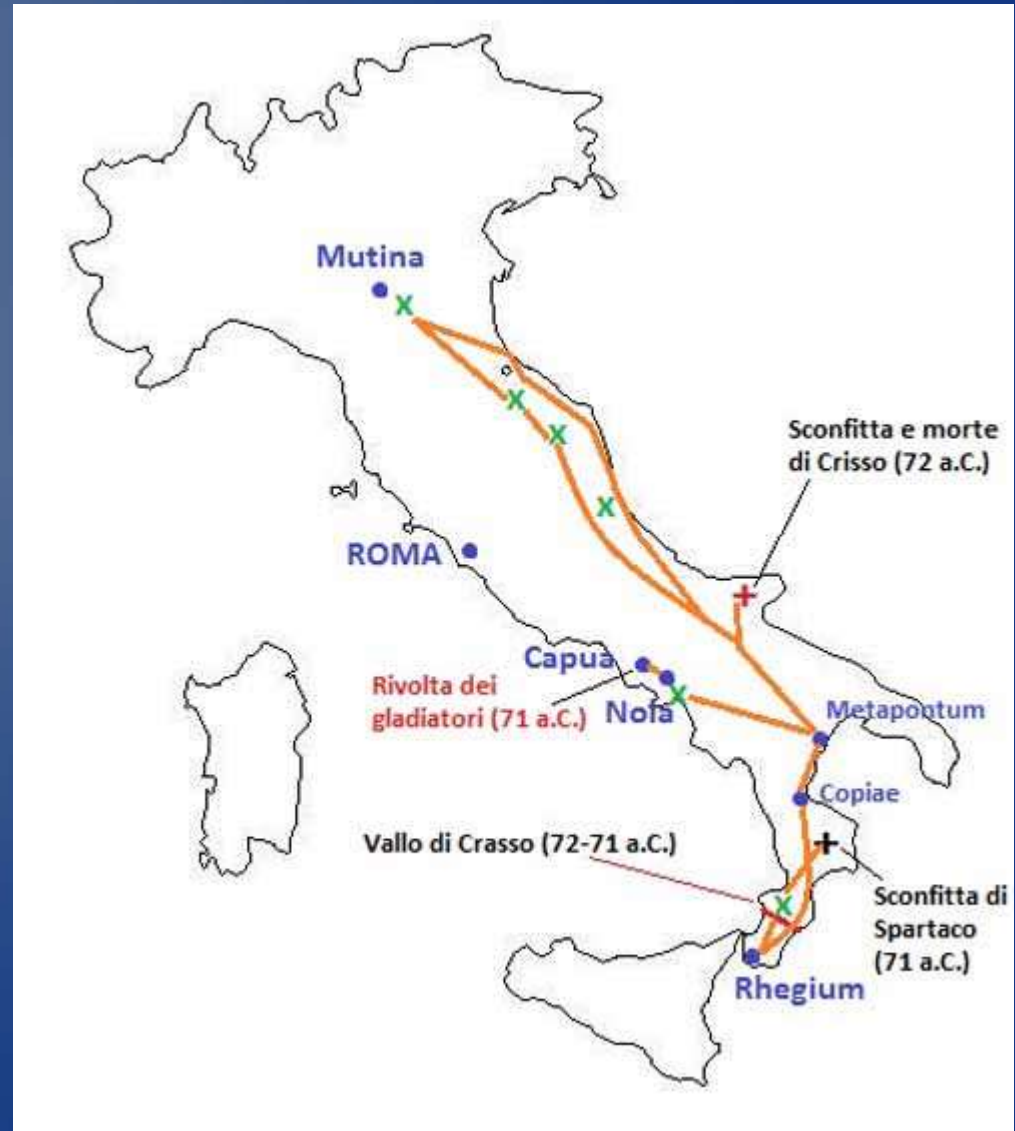 Mutina
Sconfitta e morte
di Crisso (72 a.C.)
ROMA
Capua
Rivolta dei
gladiatori (71 a.C.)
Nola
Metapontum
Copiae
Vallo di Crasso (72-71 a.C.)
Sconfitta di
Spartaco
(71 a.C.)
Rhegium